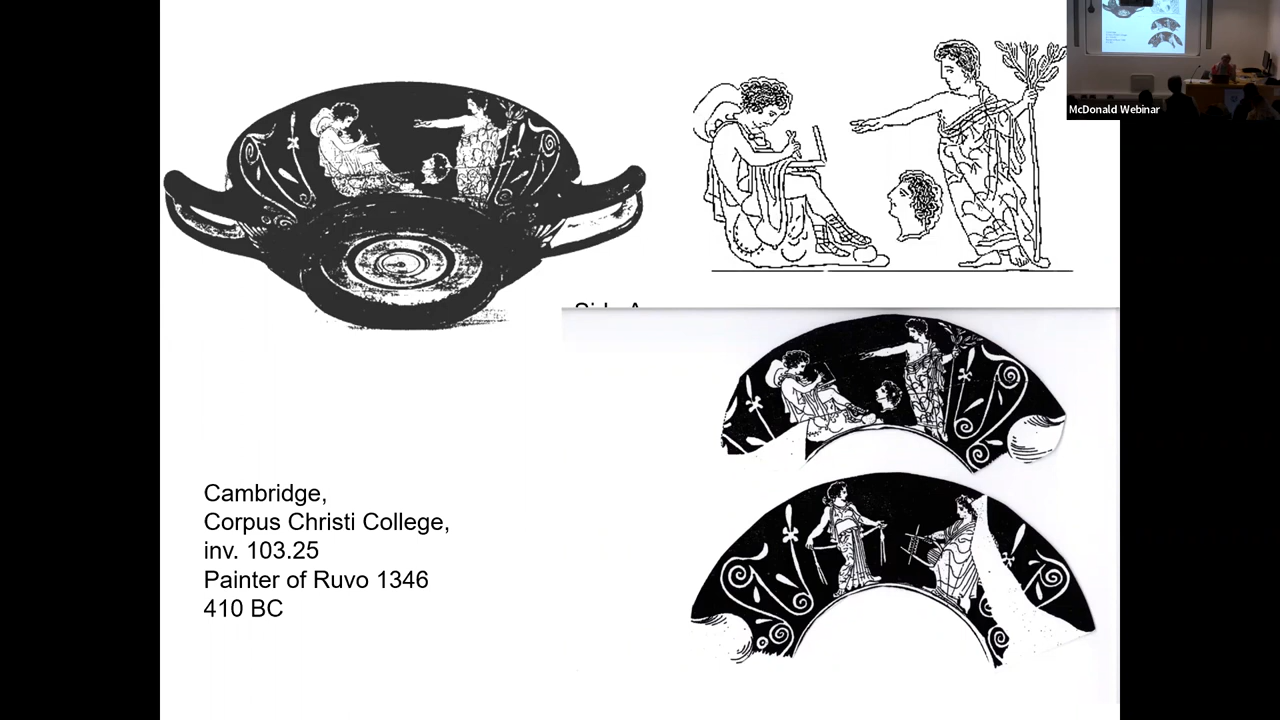 McDonald Webinar
Cambridge,
Corpus Christi College,
inv. 103.25
Painter of Ruvo 1346
410 BC